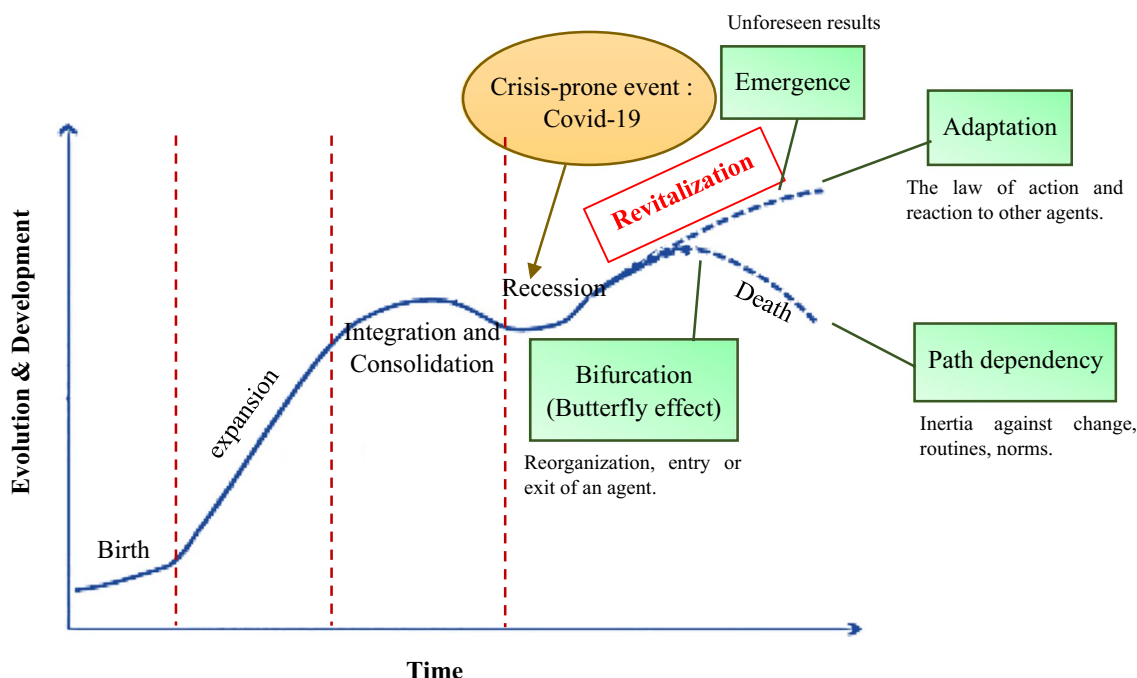 Unforeseen results
Emergence
Crisis-prone event :
Covid-19
Adaptation
The law of action and
reaction to other agents.
Revitalization
Recession
Death
Integration and
Consolidation
Bifurcation
(Butterfly effect)
Reorganization, entry or
exit of an agent.
Path dependency
Inertia against change,
routines, norms.
expansion
Birth
Evolution & Development
Time